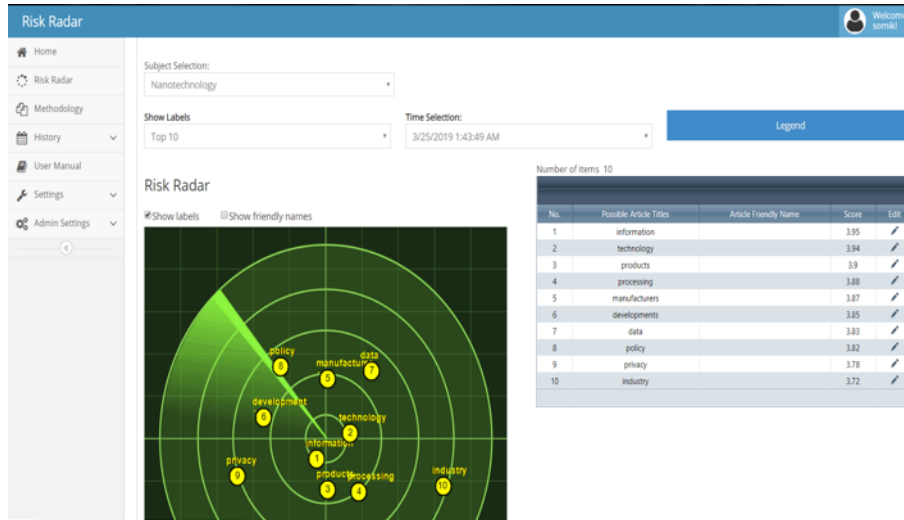 Risk Radar
Welcome
somik!
Home
Risk Radar
Methodology
History
User Manual
Settings
Admin Settings
Subject Selection:
Nanotechnology
Show Labels
Top 10
Time Selection:
3/25/2019 1:43:49 AM
Legend
Risk Radar
Show labels Show friendly names
policy
8
data
7
manufactur
5
development
6
technology
2
information
1
privacy
9
products
3
processing
4
industry
10
Number of items 10
No. Possible Article Titles Article Friendly Name Score Edit
1 information 3.95
2 technology 3.94
3 products 3.9
4 processing 3.88
5 manufacturers 3.87
6 developments 3.85
7 data 3.83
8 policy 3.82
9 privacy 3.78
10 industry 3.72